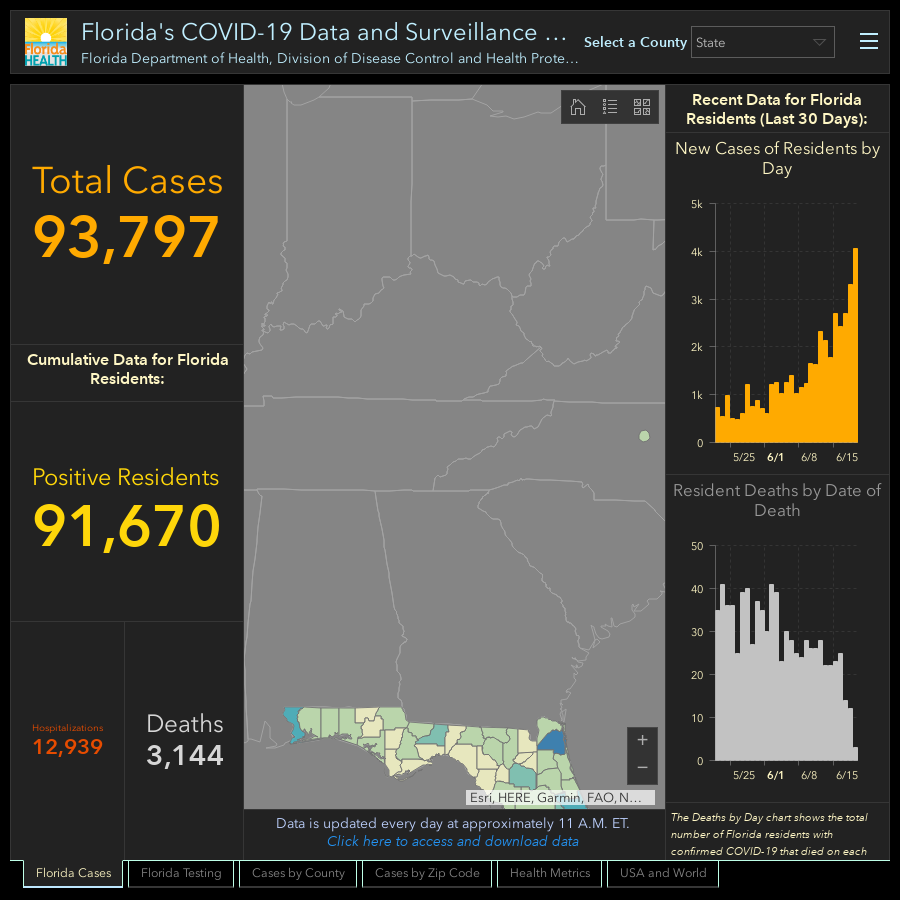 Florida HEALTH
Florida's COVID-19 Data and Surveillance ...
Florida Department of Health, Division of Disease Control and Health Prote...
Select a County
State
Total Cases
93,797
Cumulative Data for Florida
Residents:
Positive Residents
91,670
Hospitalizations
12,939
Deaths
3,144
+
−
Esri, HERE, Garmin, FAO, N...
Data is updated every day at approximately 11 A.M. ET.
Click here to access and download data
Recent Data for Florida
Residents (Last 30 Days):
New Cases of Residents by
Day
5k
4k
3k
2k
1k
0
5/25 6/1 6/8 6/15
Resident Deaths by Date of
Death
50
40
30
20
10
0
5/25 6/1 6/8 6/15
The Deaths by Day chart shows the total
number of Florida residents with
confirmed COVID-19 that died on each
Florida Cases
Florida Testing
Cases by County
Cases by Zip Code
Health Metrics
USA and World